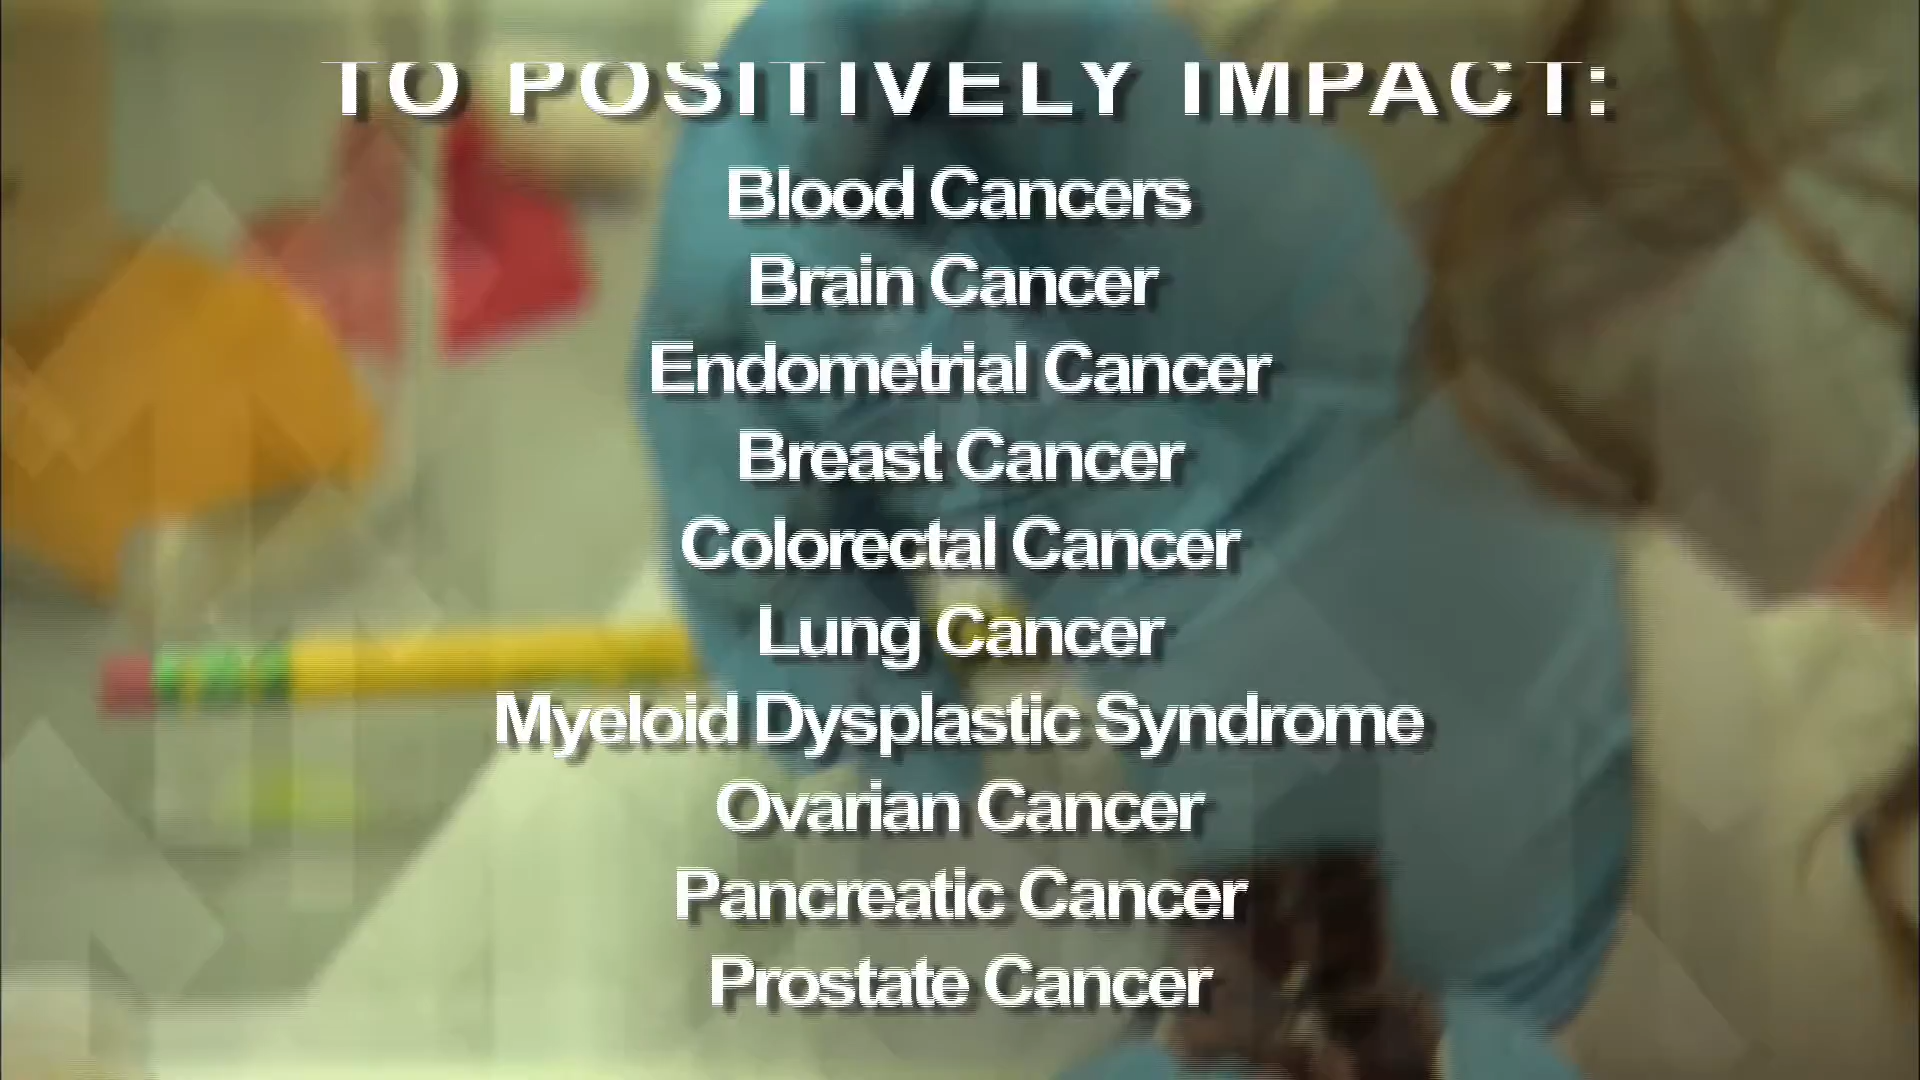 TO POSITIVELY IMPACT:
Blood Cancers
Brain Cancer
Endometrial Cancer
Breast Cancer
Colorectal Cancer
Lung Cancer
Myeloid Dysplastic Syndrome
Ovarian Cancer
Pancreatic Cancer
Prostate Cancer